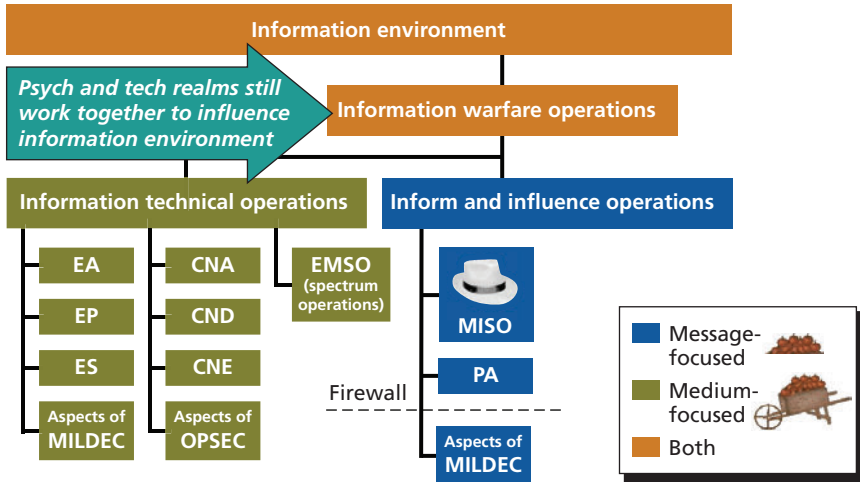 Information environment
Psych and tech realms still
work together to influence
information environment
Information warfare operations
Information technical operations
Inform and influence operations
EA
CNA
EMSO
(spectrum
operations)
EP
CND
ES
CNE
Aspects of
MILDEC
Aspects of
OPSEC
MISO
PA
Firewall
Aspects of
MILDEC
Message-
focused
Medium-
focused
Both